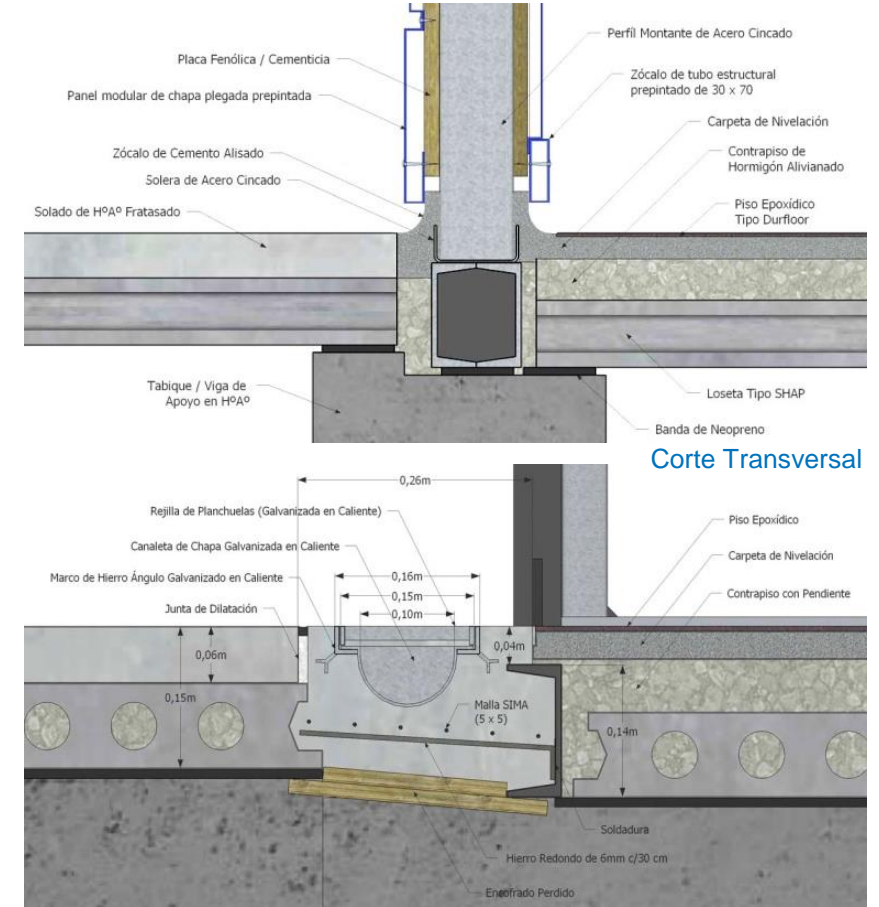 Placa Fenólica / Cementicia
Panel modular de chapa plegada prepintada
Zócalo de Cemento Alisado
Solera de Acero Cincado
Solado de HºAº Fratasado
Tabique / Viga de
Apoyo en HºAº
Perfíl Montante de Acero Cincado
Zócalo de tubo estructural
prepintado de 30 x 70
Carpeta de Nivelación
Contrapiso de
Hormigón Alivianado
Piso Epoxídico
Tipo Durfloor
Loseta Tipo SHAP
Banda de Neopreno
Corte Transversal
0,26m
Rejilla de Planchuelas (Galvanizada en Caliente)
Canaleta de Chapa Galvanizada en Caliente
Marco de Hierro Ángulo Galvanizado en Caliente
Junta de Dilatación
0,16m
0,15m
0,10m
0,06m
0,15m
0,04m
0,14m
Malla SIMA
(5 x 5)
Piso Epoxídico
Carpeta de Nivelación
Contrapiso con Pendiente
Soldadura
Hierro Redondo de 6mm c/30 cm
Encofrado Perdido